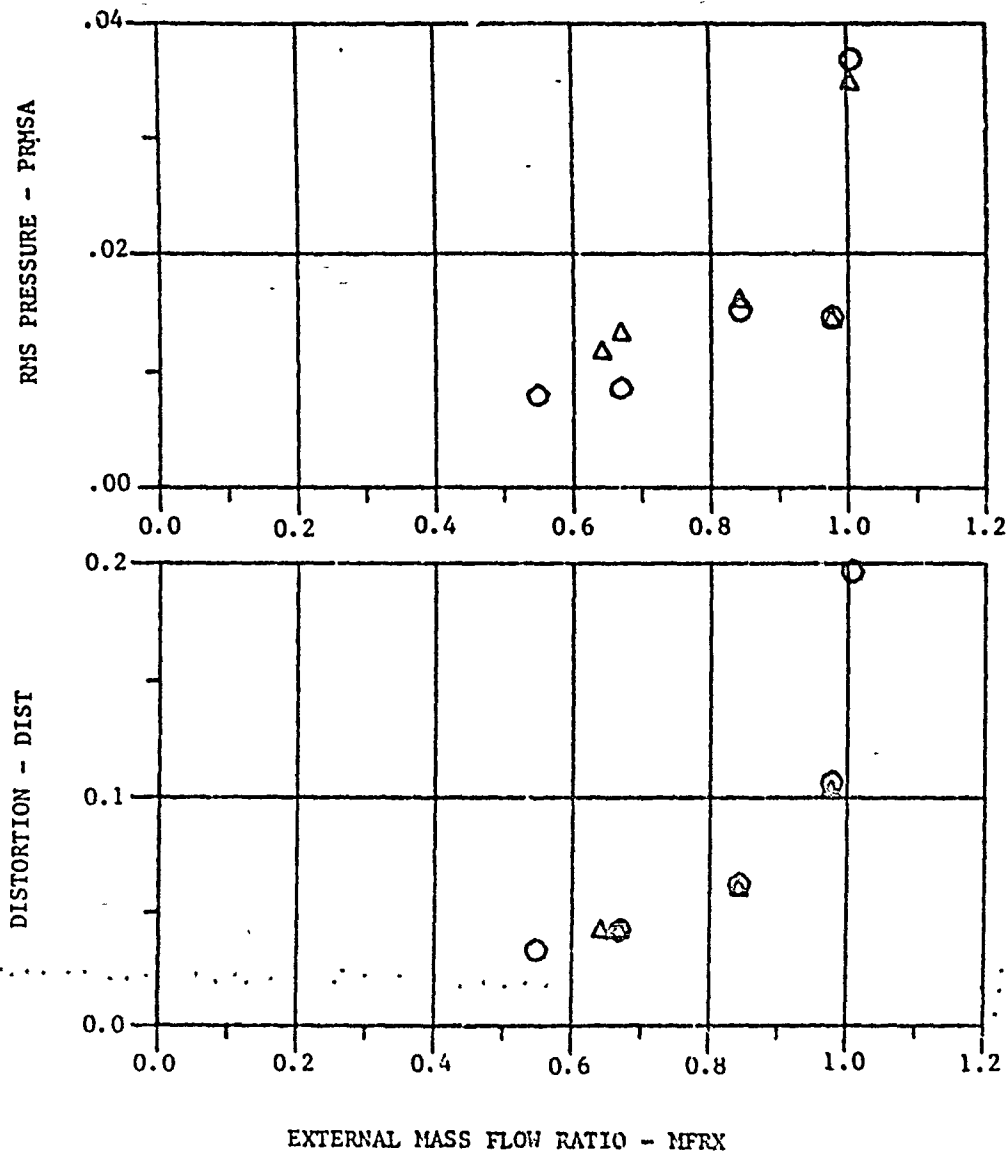 .04
RMS PRESSURE - PRMSA
.02
.00
0.0 0.2 0.4 0.6 0.8 1.0 1.2
0.2
DISTORTION - DIST
0.1
0.0
0.0 0.2 0.4 0.6 0.8 1.0 1.2
EXTERNAL MASS FLOW RATIO - MFRX